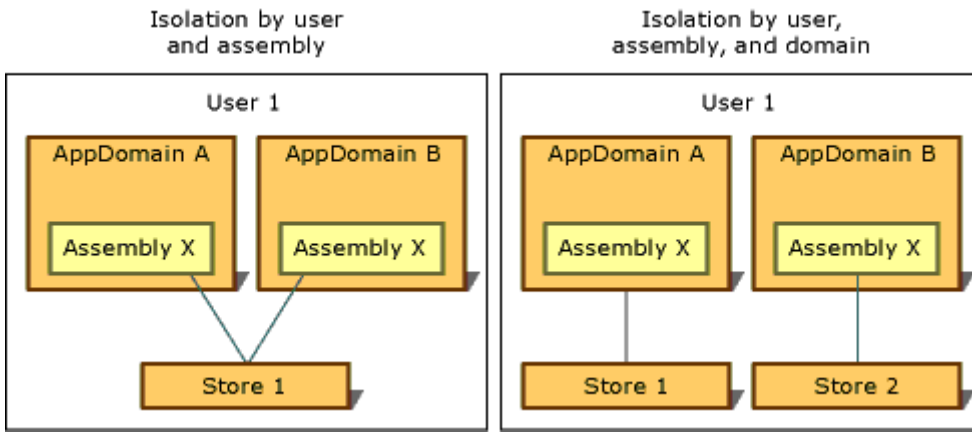 Isolation by user
and assembly
User 1
AppDomain A
AppDomain B
Assembly X
Assembly X
Store 1
Isolation by user,
assembly, and domain
User 1
AppDomain A
AppDomain B
Assembly X
Assembly X
Store 1
Store 2